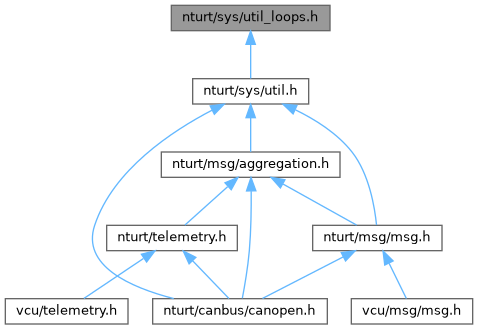 nturt/sys/util_loops.h
nturt/sys/util.h
nturt/msg/aggregation.h
nturt/telemetry.h
nturt/msg/msg.h
vcu/telemetry.h
nturt/canbus/canopen.h
vcu/msg/msg.h